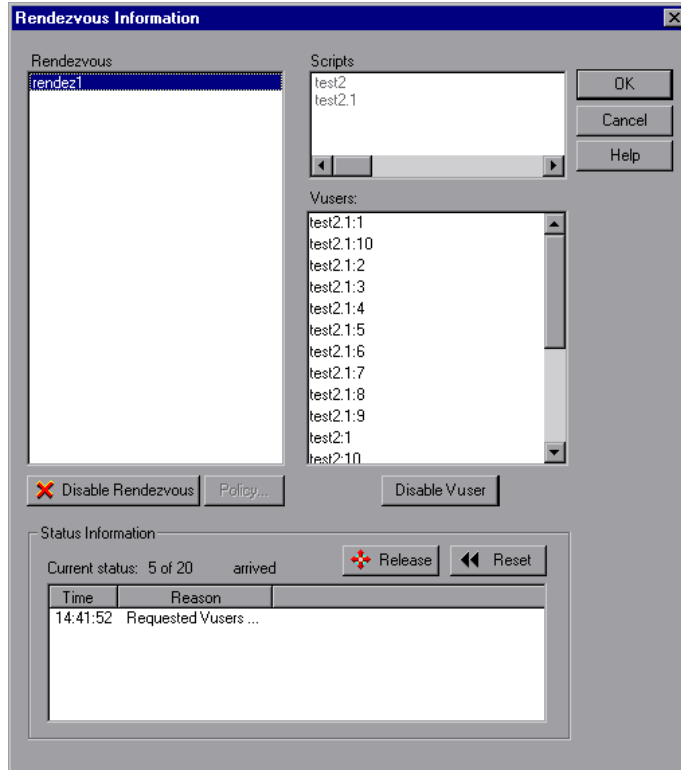 Rendezvous Information
Rendezvous
rendez1
Scripts
test2
test2.1
OK
Cancel
Help
Vusers:
test2.1:1
test2.1:10
test2.1:2
test2.1:3
test2.1:4
test2.1:5
test2.1:6
test2.1:7
test2.1:8
test2.1:9
test2:1
test2:10
Disable Rendezvous
Policy...
Disable Vuser
Status Information
Current status: 5 of 20 arrived
Release
Reset
Time Reason
14:41:52 Requested Vusers ...